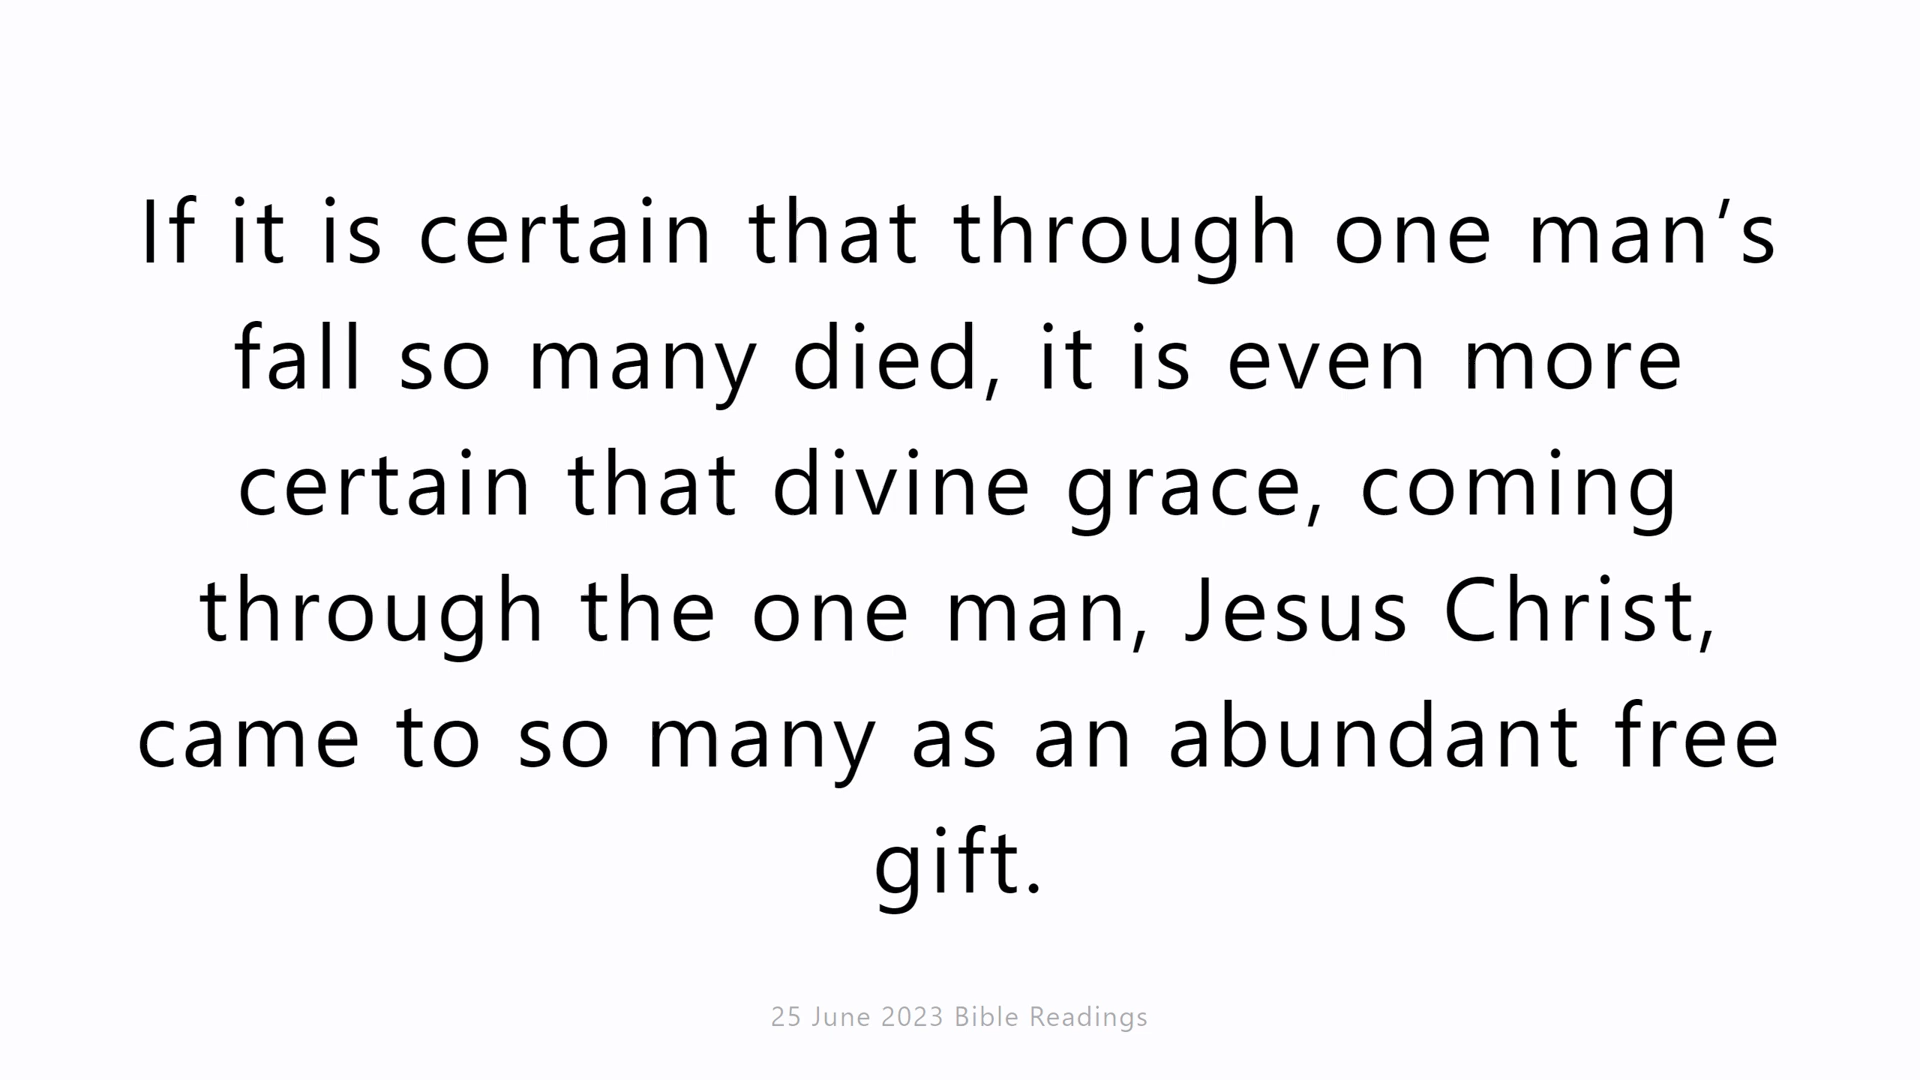 If it is certain that through one man’s
fall so many died, it is even more
certain that divine grace, coming
through the one man, Jesus Christ,
came to so many as an abundant free
gift.
25 June 2023 Bible Readings